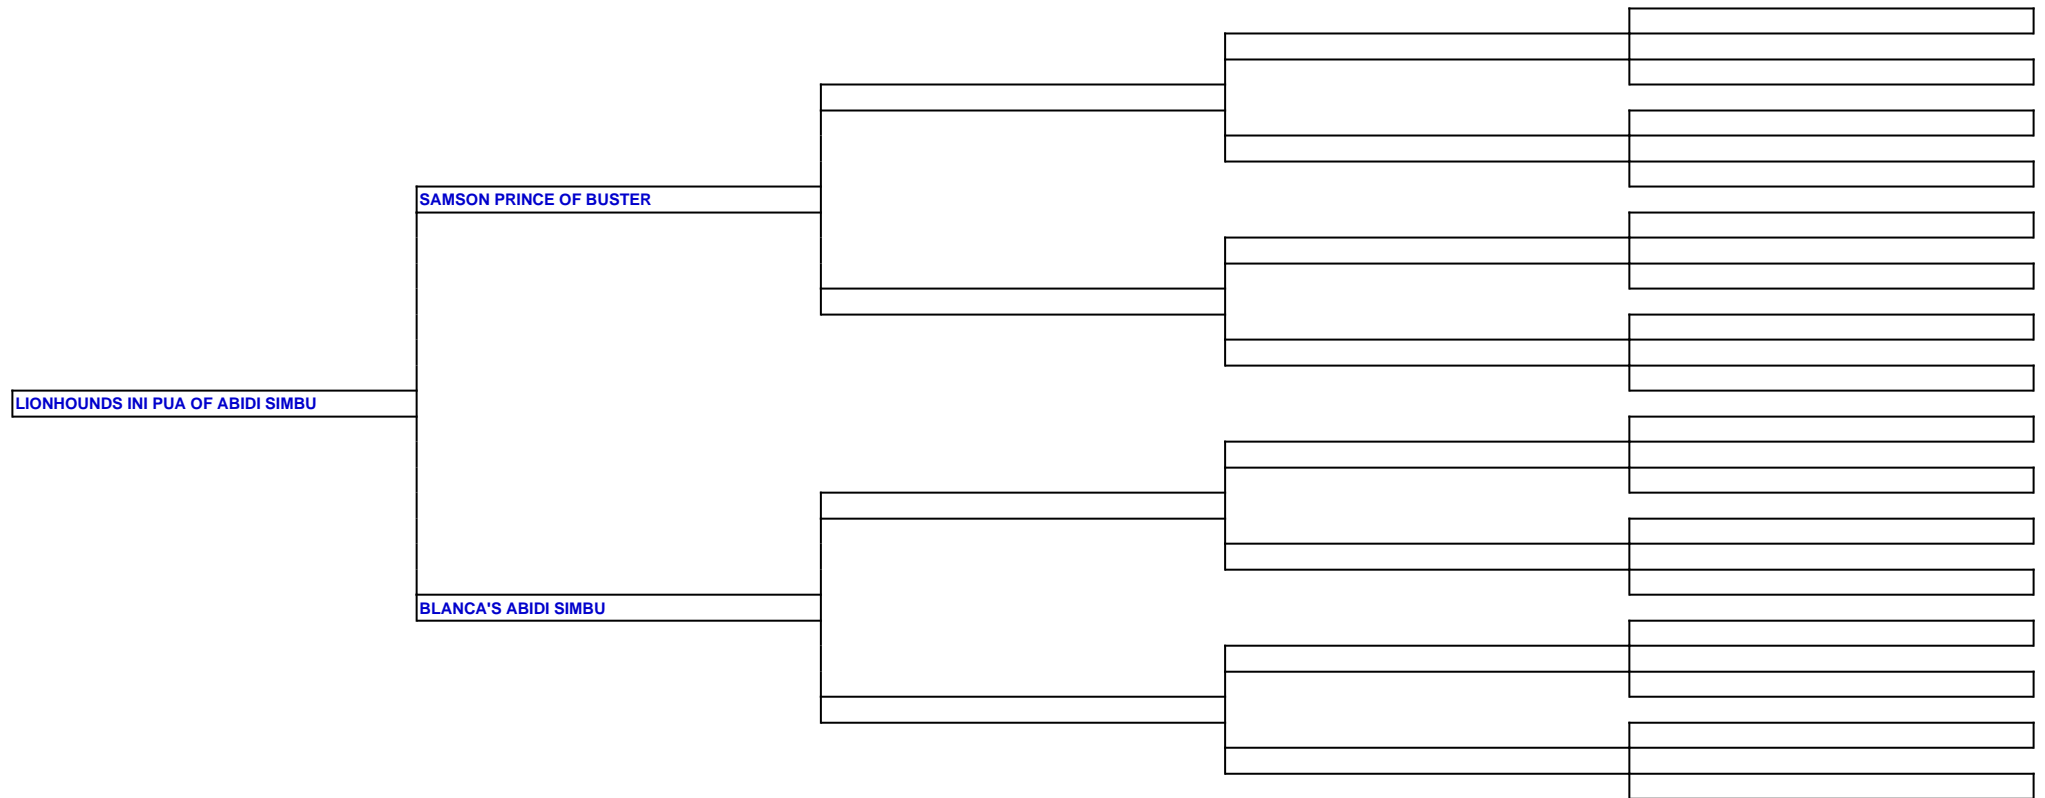 SAMSON PRINCE OF BUSTER
LIONHOUNDS INI PUA OF ABIDI SIMBU
BLANCA'S ABIDI SIMBU